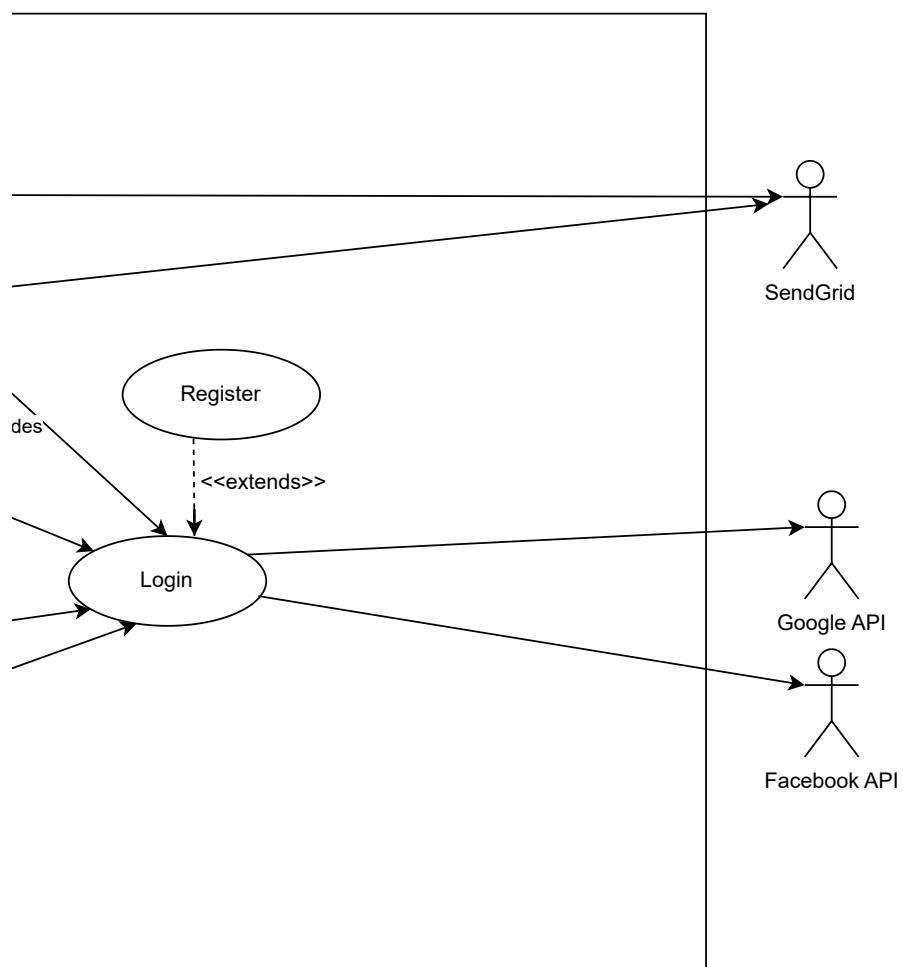 SendGrid
Register
des
<<extends>>
Login
Google API
Facebook API